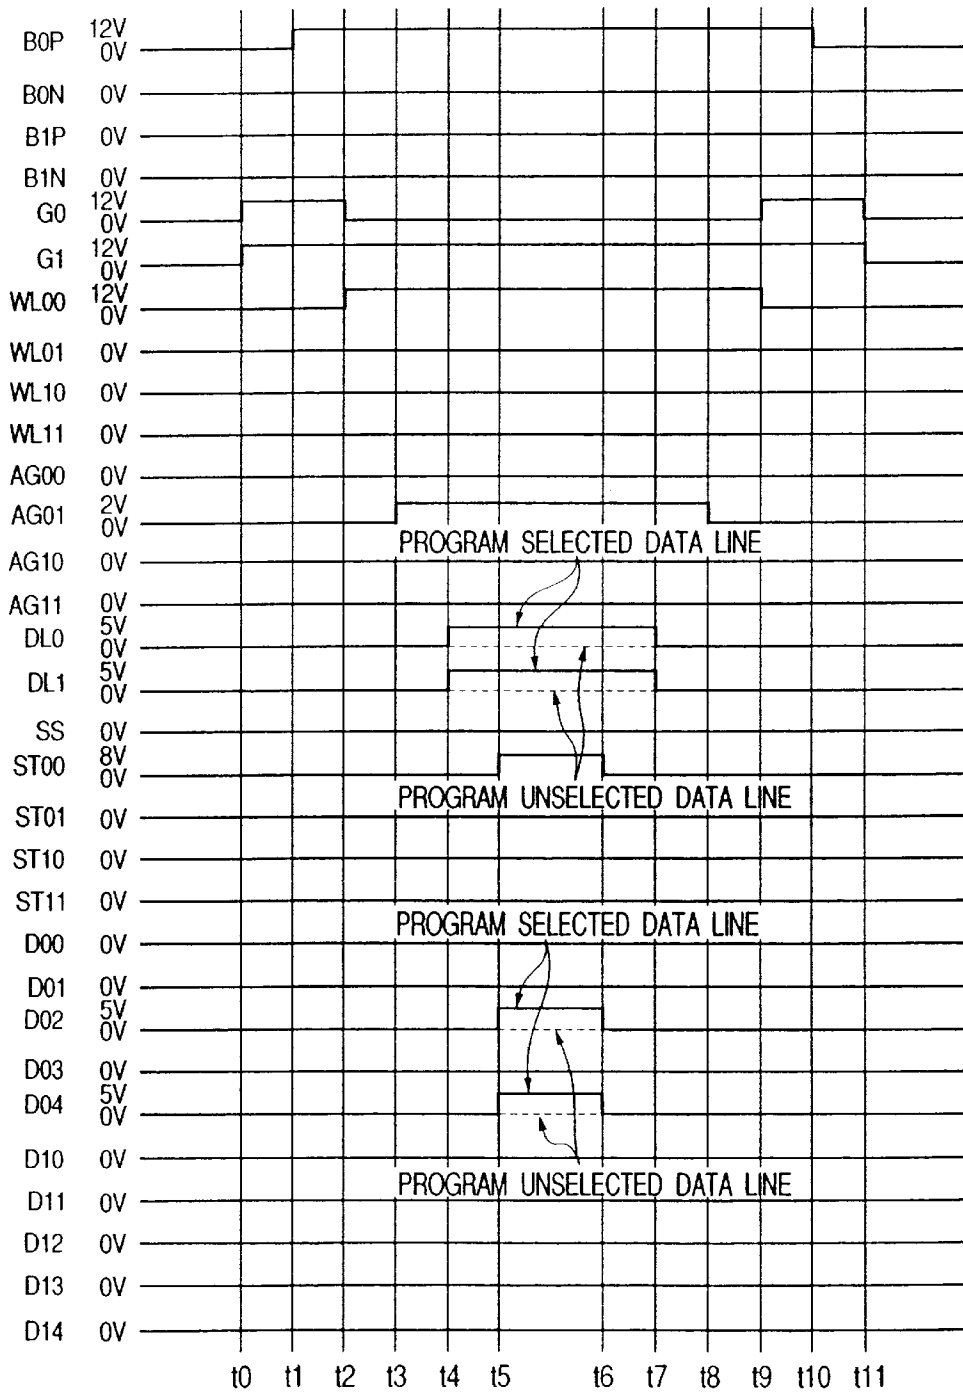 B0P 12V
0V
B0N 0V
B1P 0V
B1N 0V
G0 12V
0V
G1 12V
0V
WL00 12V
0V
WL01 0V
WL10 0V
WL11 0V
AG00 0V
AG01 2V
0V
PROGRAM SELECTED DATA LINE
AG10 0V
AG11 0V
DL0 5V
0V
DL1 5V
0V
SS 0V
ST00 8V
0V
PROGRAM UNSELECTED DATA LINE
ST01 0V
ST10 0V
ST11 0V
PROGRAM SELECTED DATA LINE
D00 0V
D01 0V
D02 5V
0V
D03 0V
D04 5V
0V
D10 0V
PROGRAM UNSELECTED DATA LINE
D11 0V
D12 0V
D13 0V
D14 0V
t0 t1 t2 t3 t4 t5 t6 t7 t8 t9 t10 t11